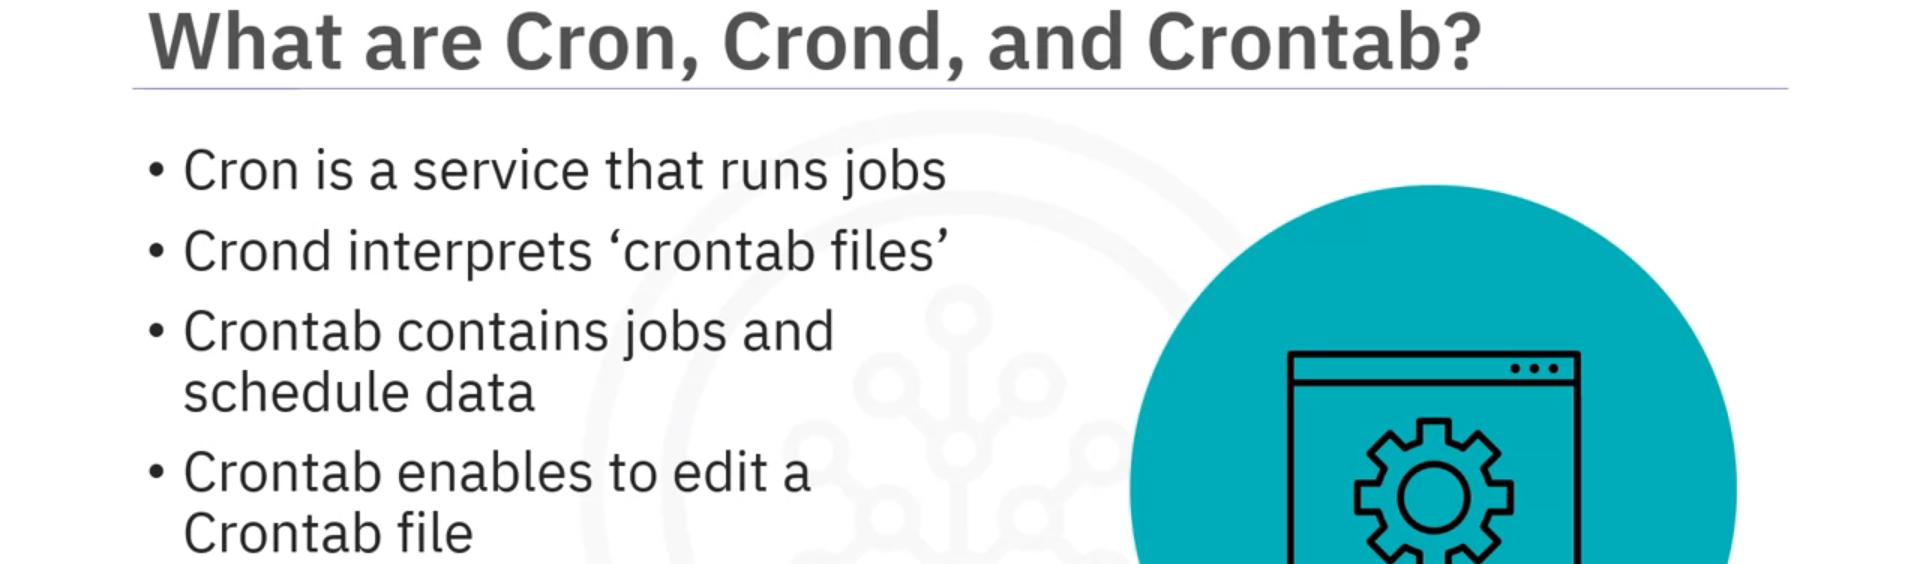 What are Cron, Crond, and Crontab?
• Cron is a service that runs jobs
• Crond interprets ‘crontab files’
• Crontab contains jobs and
schedule data
• Crontab enables to edit a
Crontab file